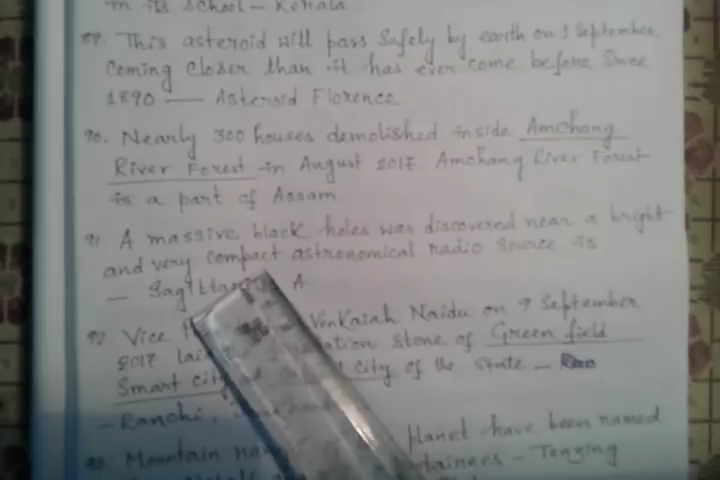 in its school - Kerala
89. This asteroid will pass safely by earth on 1 September
Coming closer than it has ever come before Since
1890 — Asteroid Florence
90. Nearly 300 houses demolished inside Amchang
River Forest in August 2017 Amchang River Forest
is a part of Assam
91. A massive black holes was discovered near a bright
and very compact astronomical radio source is
— Sagittarius A
92. Vice Venkaiah Naidu on 9 September
2017 stone of Green field
Smart city city of the state —
- Ranchi,
93. Mountain planet have been named
- Tenzing